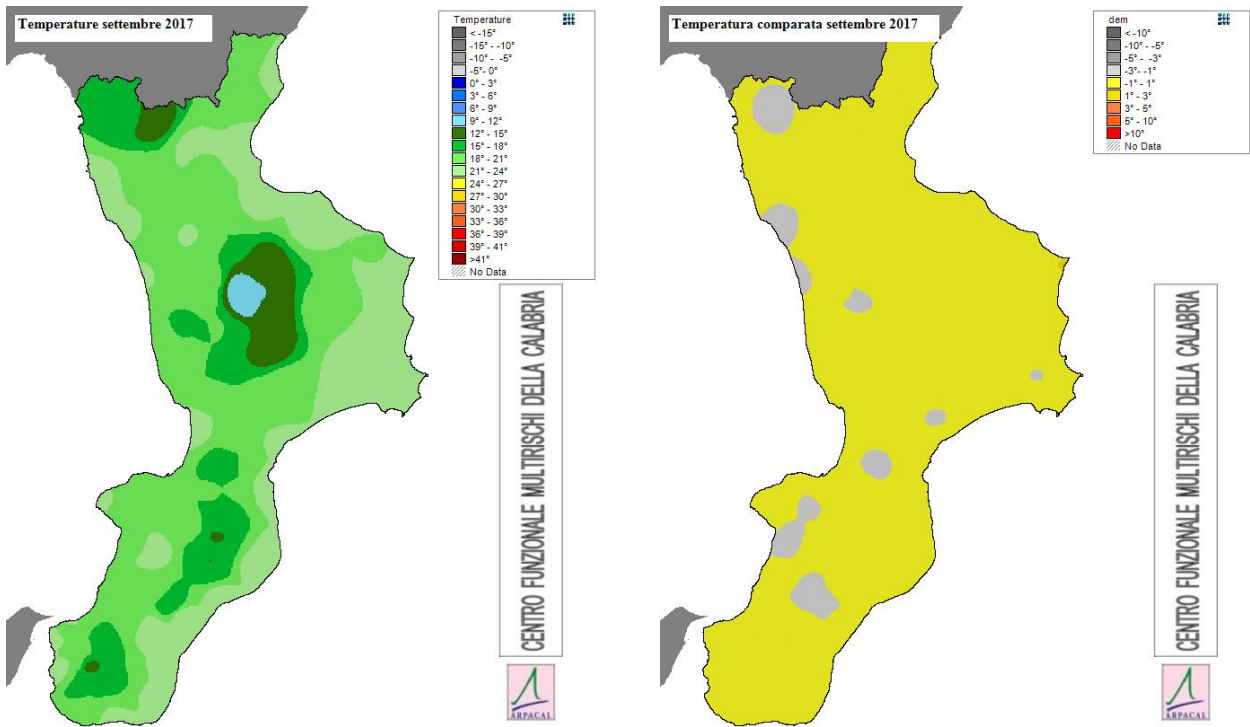 Temperature settembre 2017
Temperature
< -15°
-15° - -10°
-10° - -5°
-5°- 0°
0° - 3°
3° - 6°
6° - 9°
9° - 12°
12° - 15°
15° - 18°
18° - 21°
21° - 24°
24° - 27°
27° - 30°
30° - 33°
33° - 36°
36° - 39°
39° - 41°
>41°
No Data
CENTRO FUNZIONALE MULTIRISCHI DELLA CALABRIA
ARPACAL
Temperatura comparata settembre 2017
dem
< -10°
-10° - -5°
-5° - -3°
-3°- -1°
-1°- 1°
1° - 3°
3° - 5°
5° - 10°
>10°
No Data
CENTRO FUNZIONALE MULTIRISCHI DELLA CALABRIA
ARPACAL